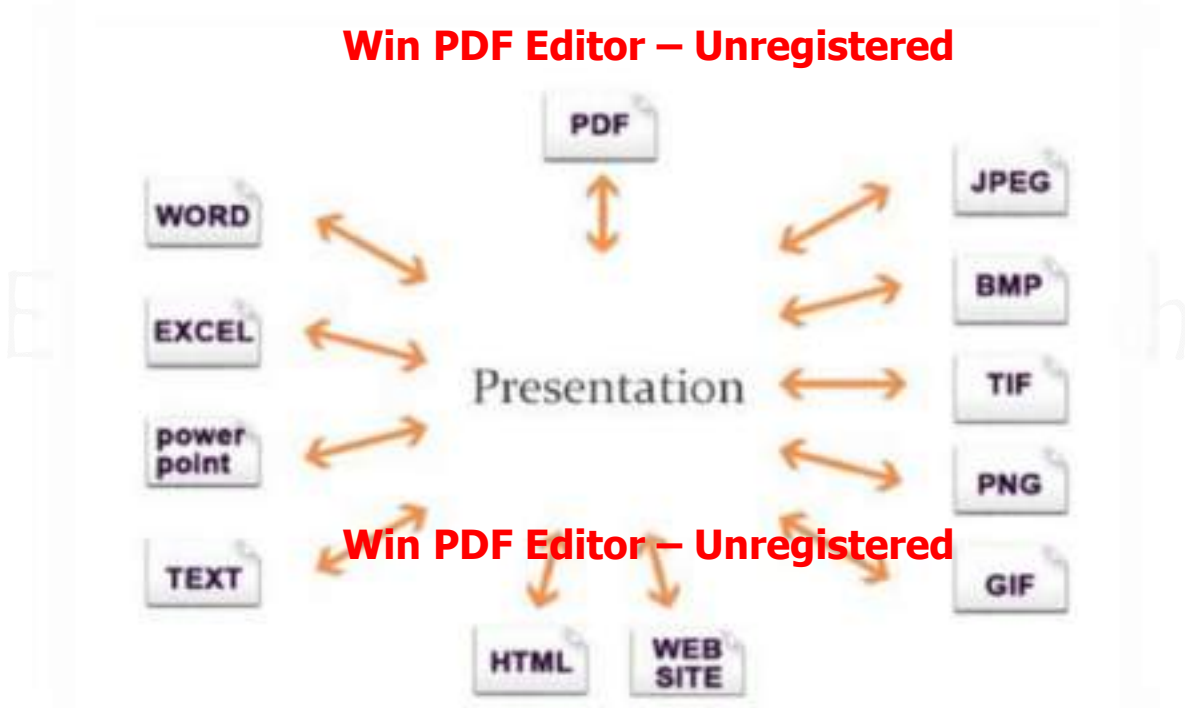 Win PDF Editor – Unregistered
PDF
JPEG
WORD
BMP
EXCEL
Presentation
TIF
power
point
PNG
Win PDF Editor – Unregistered
TEXT
GIF
HTML
WEB
SITE